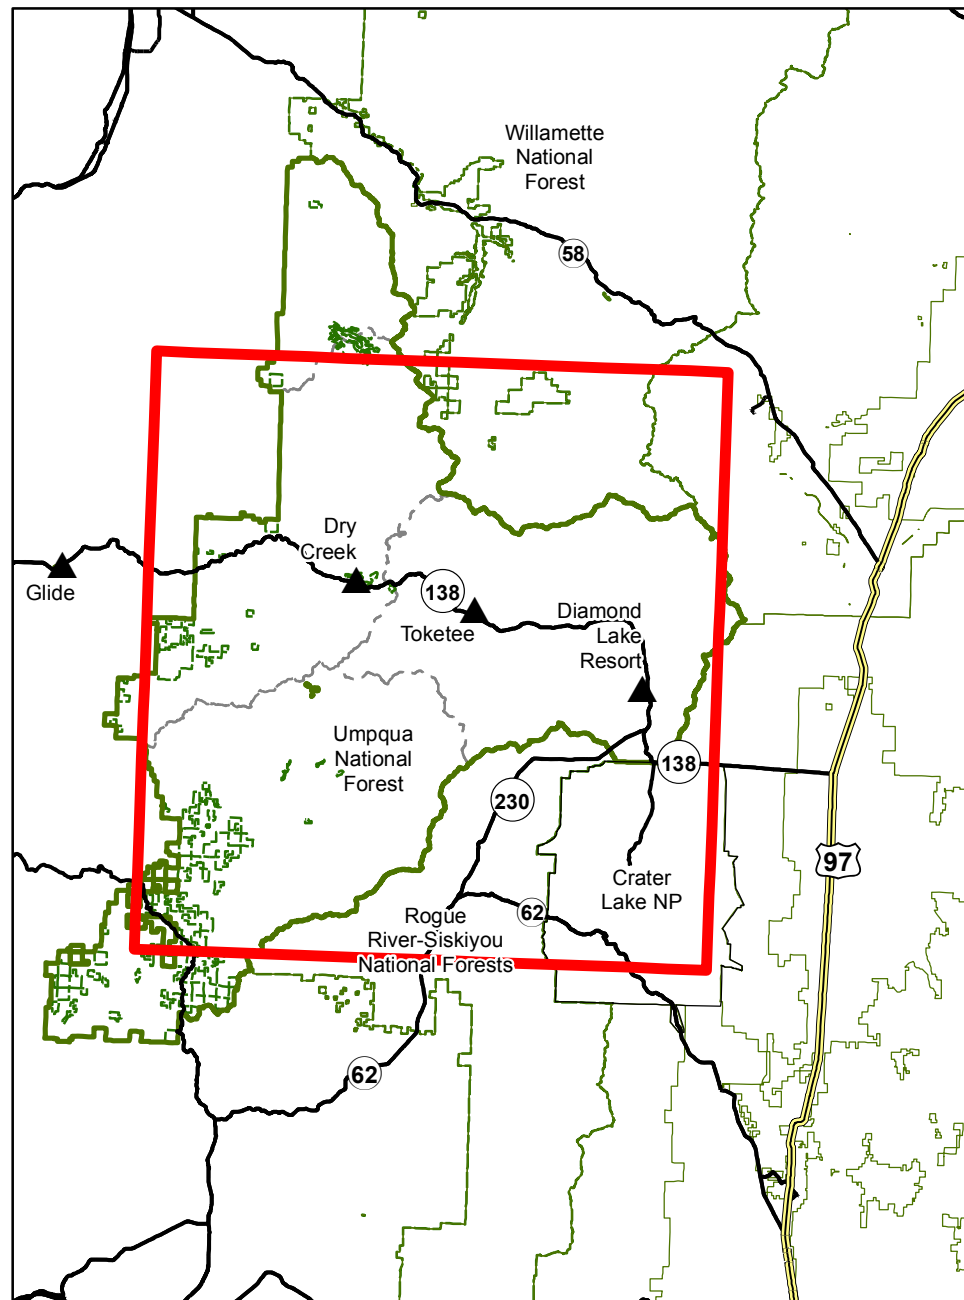 Willamette
National
Forest
58
Dry
Creek
Glide
138
Toketee
Diamond
Lake
Resort
Umpqua
National
Forest
138
230
97
Crater
Lake NP
62
Rogue
River-Siskiyou
National Forests
62